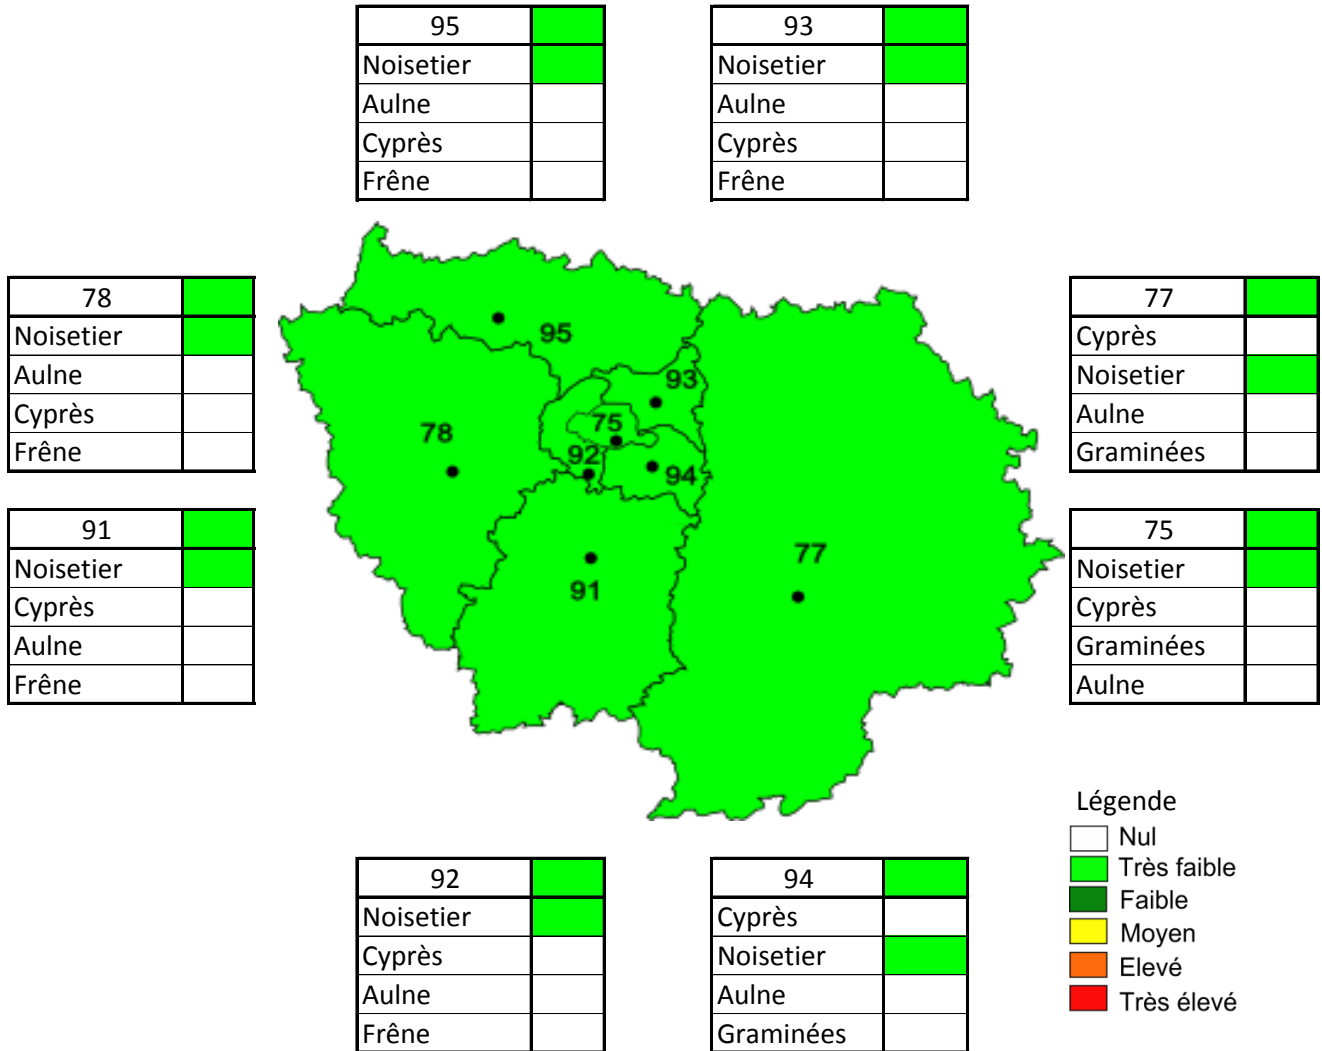 95
Noisetier
Aulne
Cyprès
Frêne
93
Noisetier
Aulne
Cyprès
Frêne
78
Noisetier
Aulne
Cyprès
Frêne
91
Noisetier
Cyprès
Aulne
Frêne
95
93
75
78
92
94
77
91
77
Cyprès
Noisetier
Aulne
Graminées
75
Noisetier
Cyprès
Graminées
Aulne
92
Noisetier
Cyprès
Aulne
Frêne
94
Cyprès
Noisetier
Aulne
Graminées
Légende
Nul
Très faible
Faible
Moyen
Elevé
Très élevé